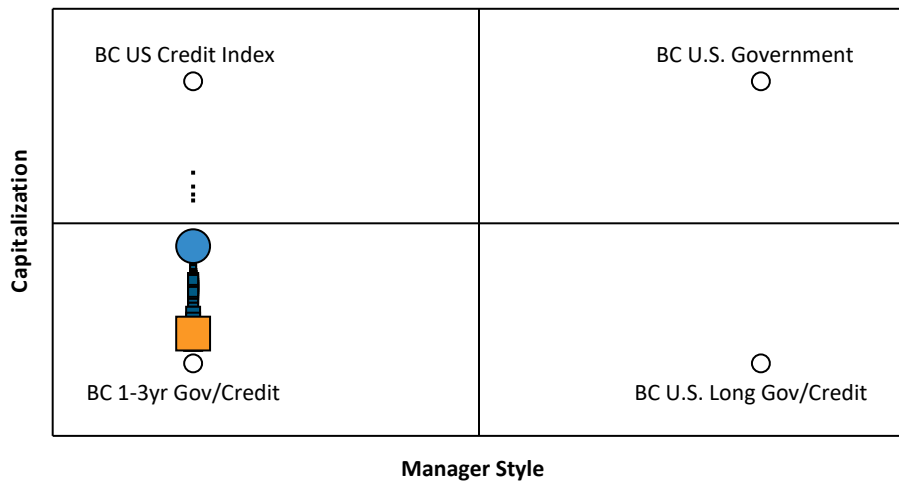 BC US Credit Index
BC U.S. Government
Capitalization
BC 1-3yr Gov/Credit
BC U.S. Long Gov/Credit
Manager Style